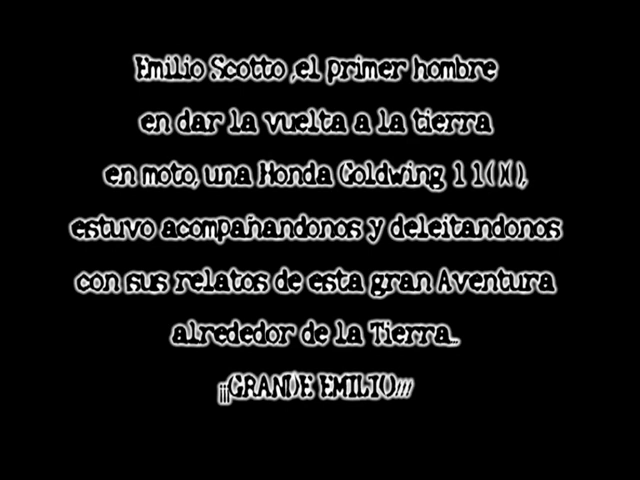 Emilio Scotto ,el primer hombre
en dar la vuelta a la tierra
en moto, una Honda Goldwing 1100,
estuvo acompañandonos y deleitandonos
con sus relatos de esta gran Aventura
alrededor de la Tierra..
¡¡¡GRANDE EMILIO!!!